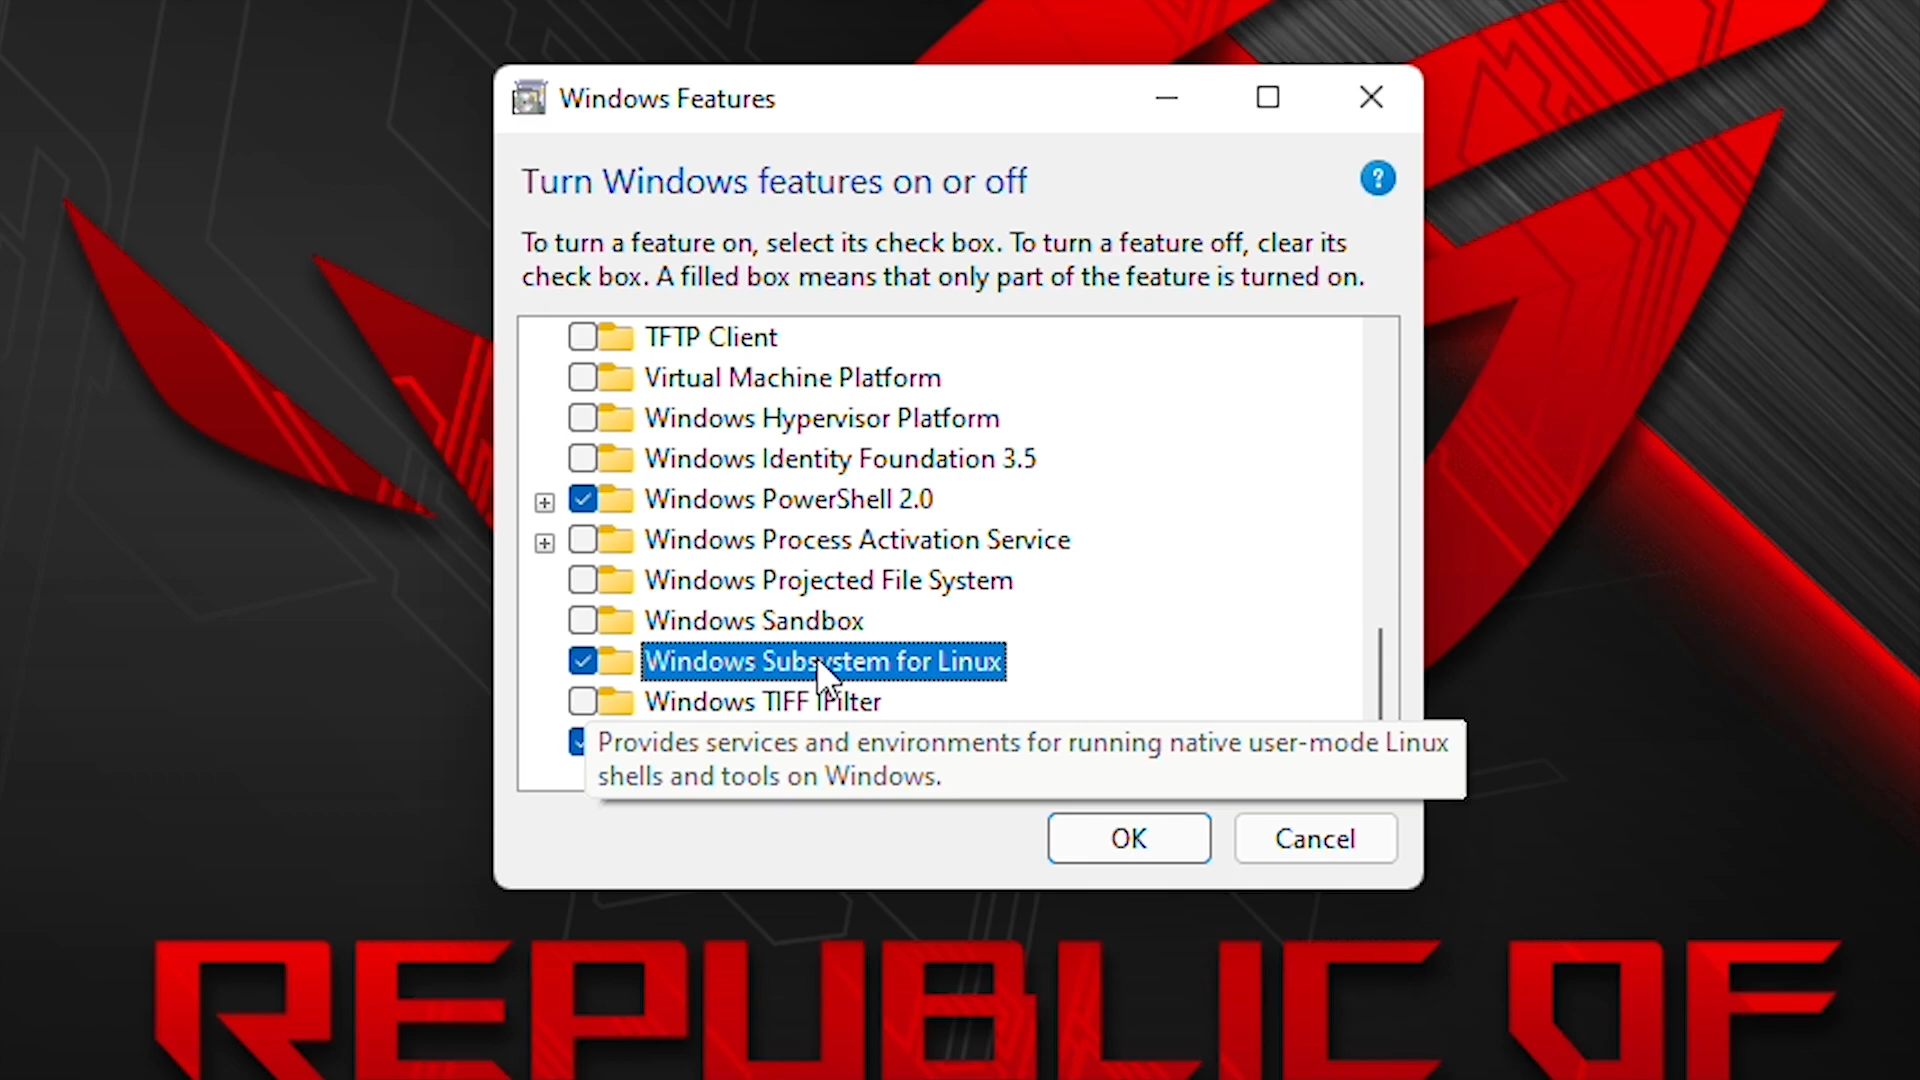 Windows Features
Turn Windows features on or off
?
To turn a feature on, select its check box. To turn a feature off, clear its
check box. A filled box means that only part of the feature is turned on.
TFTP Client
Virtual Machine Platform
Windows Hypervisor Platform
Windows Identity Foundation 3.5
Windows PowerShell 2.0
Windows Process Activation Service
Windows Projected File System
Windows Sandbox
Windows Subsystem for Linux
Windows TIFF IFilter
Provides services and environments for running native user-mode Linux
shells and tools on Windows.
OK
Cancel
REPUBLIC OF